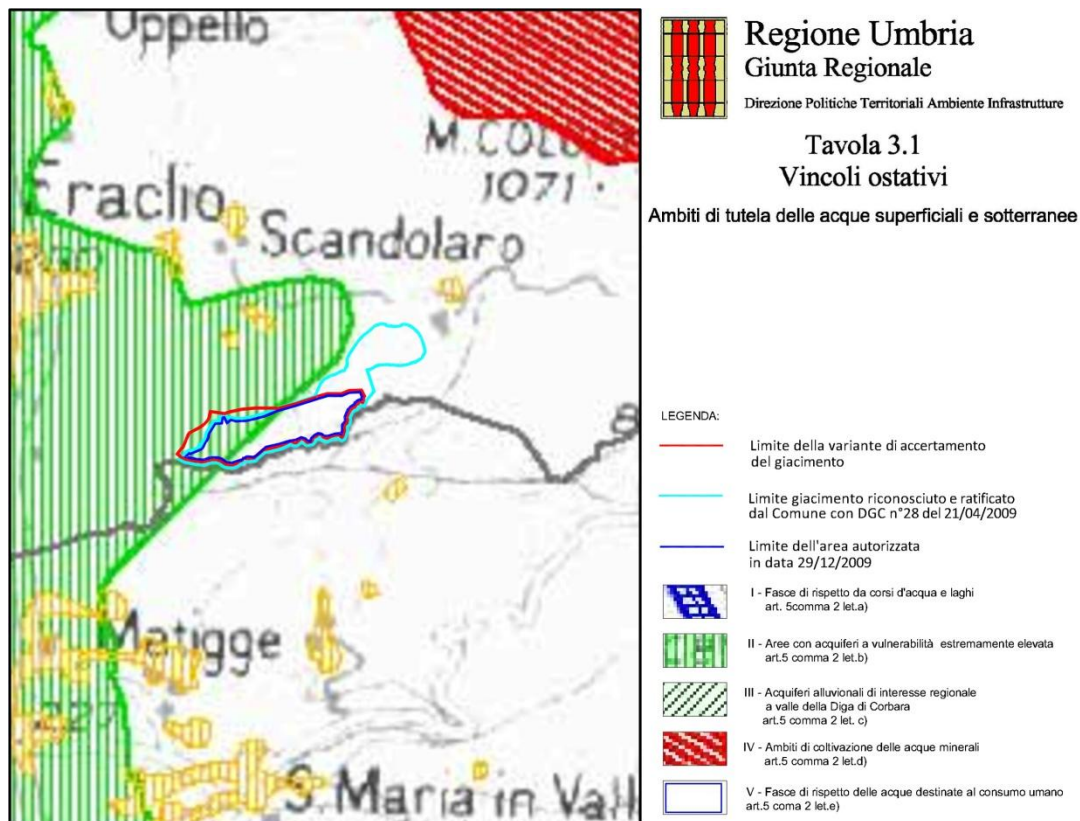 Uppello
M. COLO
1071
Eraclio
Scandolaro
Matigge
S. Maria in Vall
Regione Umbria
Giunta Regionale
Direzione Politiche Territoriali Ambiente Infrastrutture
Tavola 3.1
Vincoli ostativi
Ambiti di tutela delle acque superficiali e sotterranee
LEGENDA:
Limite della variante di accertamento
del giacimento
Limite giacimento riconosciuto e ratificato
dal Comune con DGC n°28 del 21/04/2009
Limite dell'area autorizzata
in data 29/12/2009
I - Fasce di rispetto da corsi d'acqua e laghi
art. 5comma 2 let.a)
II - Aree con acquiferi a vulnerabilità estremamente elevata
art.5 comma 2 let.b)
III - Acquiferi alluvionali di interesse regionale
a valle della Diga di Corbara
art.5 comma 2 let. c)
IV - Ambiti di coltivazione delle acque minerali
art.5 comma 2 let.d)
V - Fasce di rispetto delle acque destinate al consumo umano
art.5 coma 2 let.e)